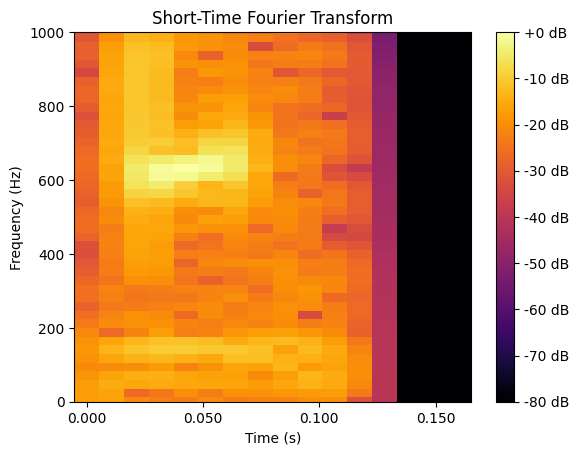 Short-Time Fourier Transform
1000
800
600
400
200
0
Frequency (Hz)
0.000
0.050
0.100
0.150
Time (s)
+0 dB
-10 dB
-20 dB
-30 dB
-40 dB
-50 dB
-60 dB
-70 dB
-80 dB